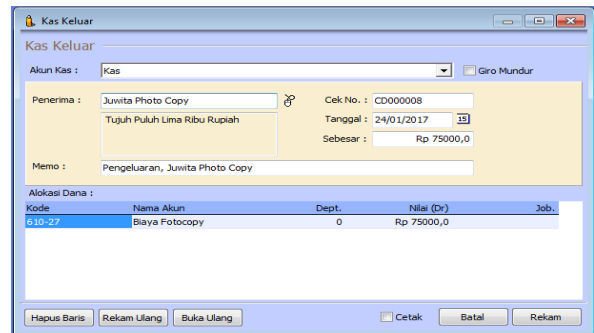 Kas Keluar
Kas Keluar
Akun Kas : Kas Giro Mundur
Penerima : Juwita Photo Copy Cek No. : CD000008
Tujuh Puluh Lima Ribu Rupiah Tanggal : 24/01/2017 15
Sebesar : Rp 75000,0
Memo : Pengeluaran, Juwita Photo Copy
Alokasi Dana :
Kode Nama Akun Dept. Nilai (Dr) Job.
610-27 Biaya Fotocopy 0 Rp 75000,0
Hapus Baris Rekam Ulang Buka Ulang Cetak Batal Rekam